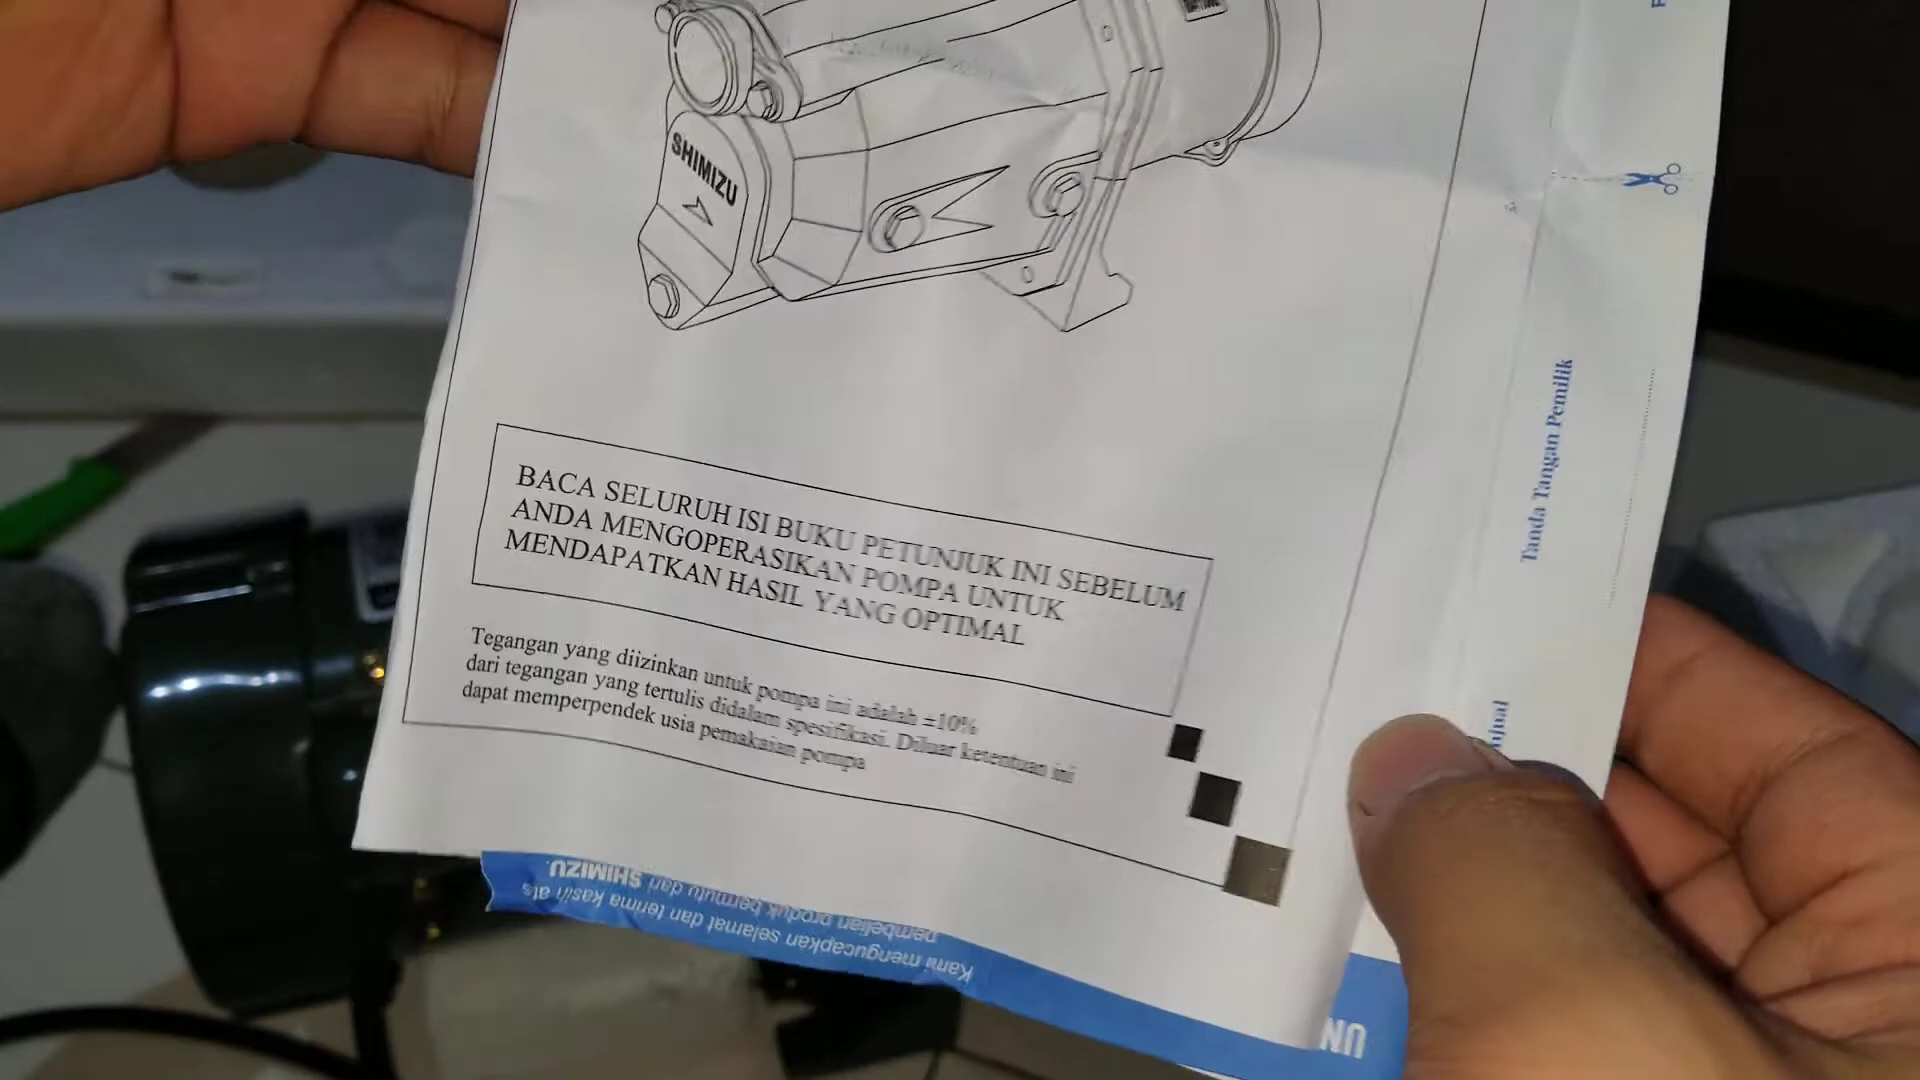 SHIMIZU
BACA SELURUH ISI BUKU PETUNJUK INI SEBELUM
ANDA MENGOPERASIKAN POMPA UNTUK
MENDAPATKAN HASIL YANG OPTIMAL
Tegangan yang diizinkan untuk pompa ini adalah ±10%
dari tegangan yang tertulis didalam spesifikasi. Diluar ketentuan ini
dapat memperpendek usia pemakaian pompa
Tanda Tangan Pemilik
Kami mengucapkan selamat dan terima kasih ats
pembelian produk bermutu dari SHIMIZU